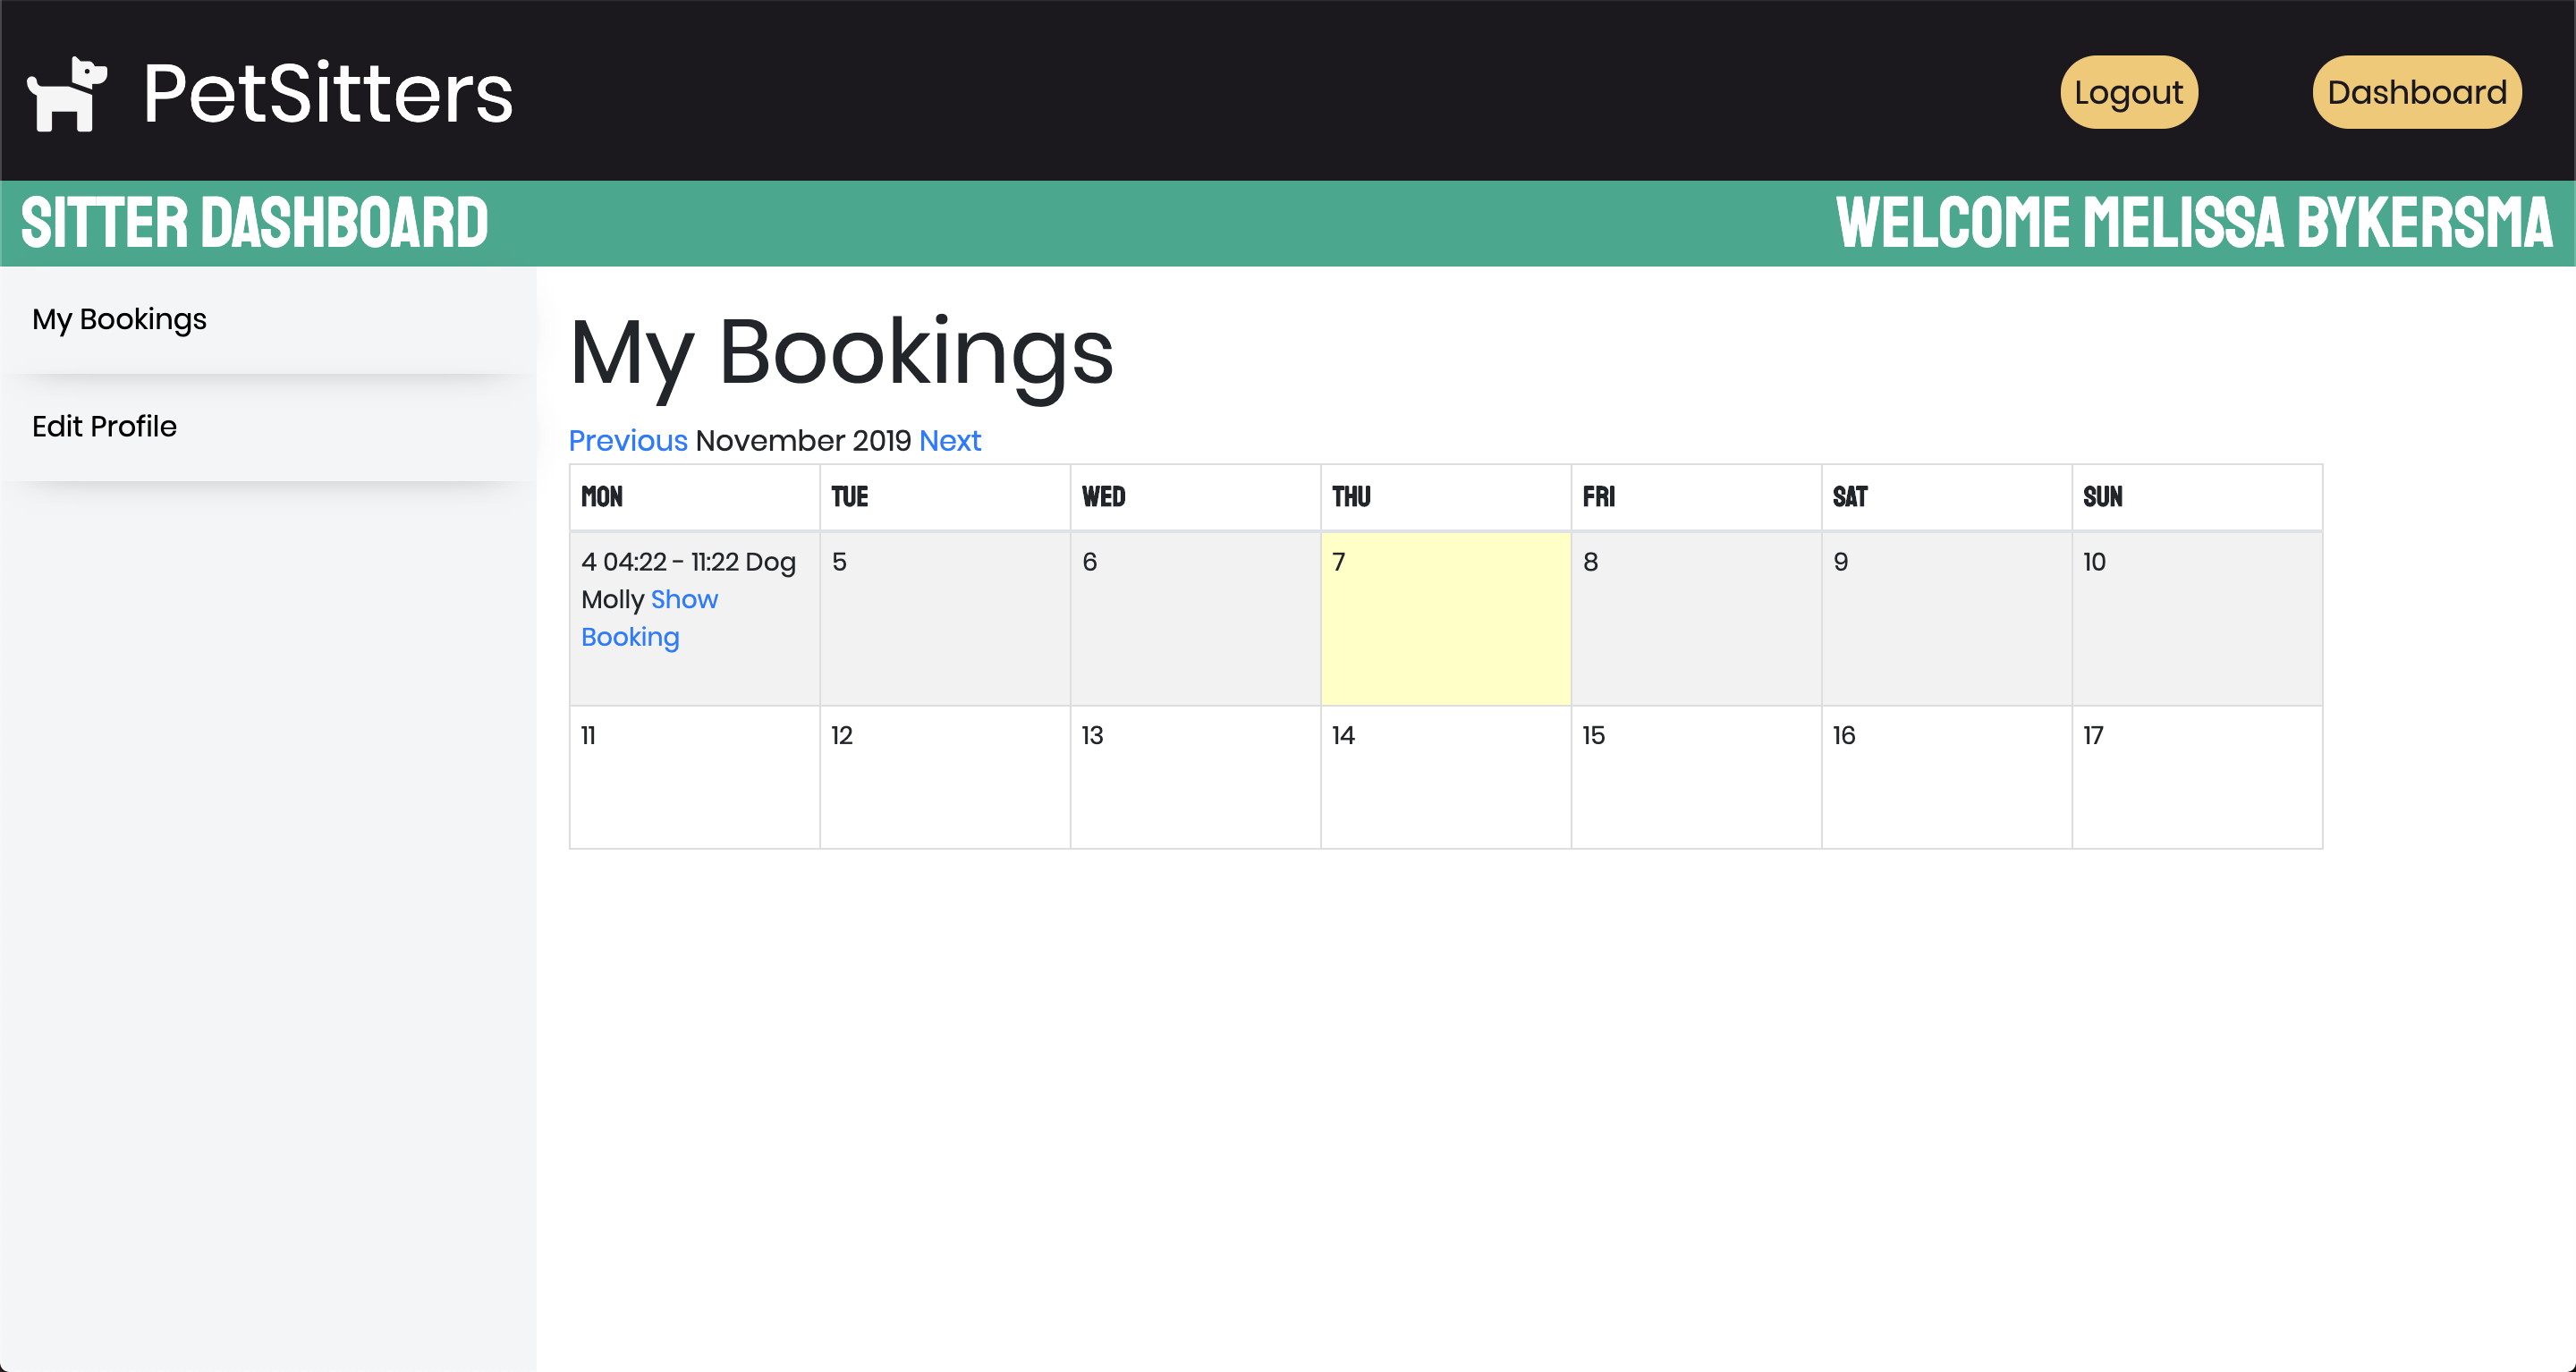 PetSitters
Logout
Dashboard
SITTER DASHBOARD
WELCOME MELISSA BYKERSMA
My Bookings
Edit Profile
My Bookings
Previous November 2019 Next
MON TUE WED THU FRI SAT SUN
4 04:22 - 11:22 Dog
Molly Show
Booking
5
6
7
8
9
10
11
12
13
14
15
16
17